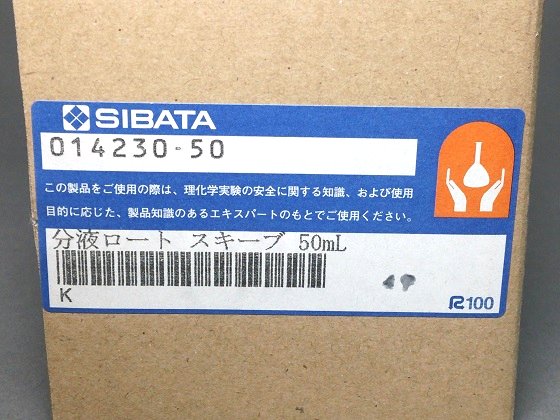 SIBATA
014230-50
この製品をご使用の際は、理化学実験の安全に関する知識、および使用
目的に応じた、製品知識のあるエキスパートのもとでご使用ください。
分液ロート スキーブ 50mL
K
R100